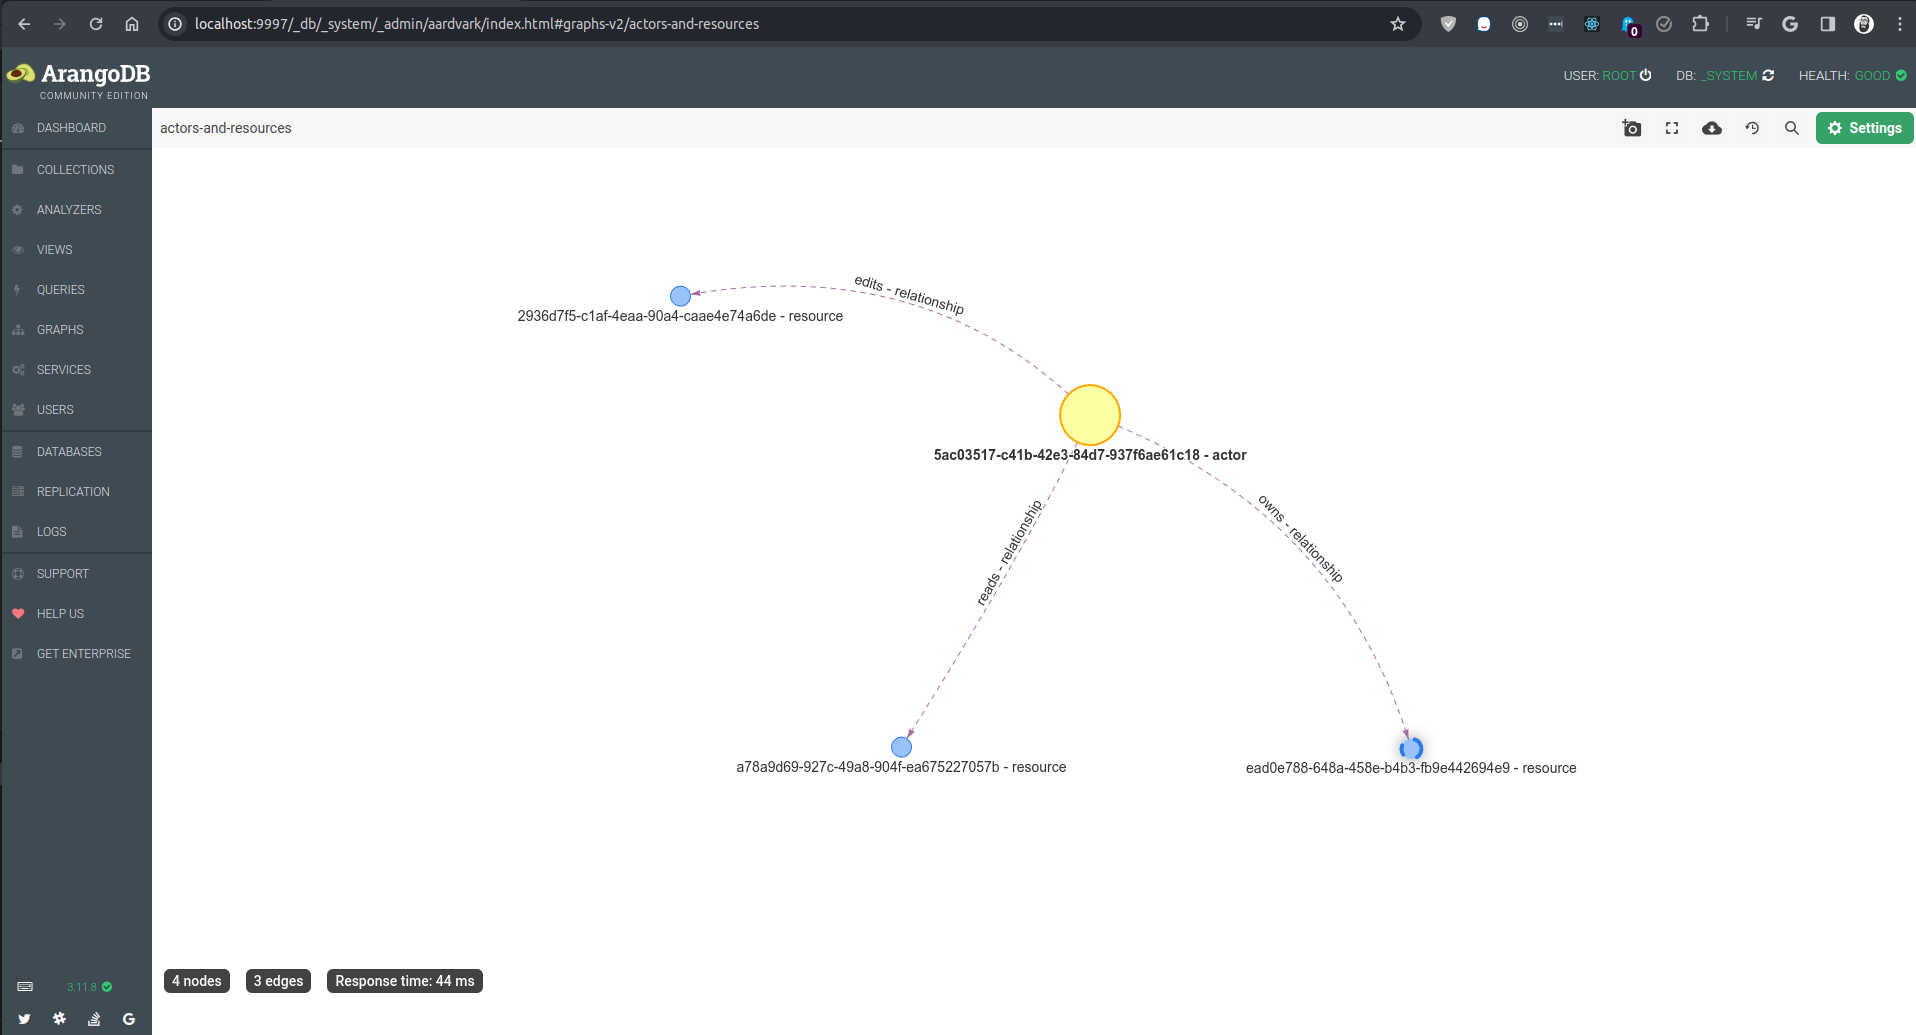 localhost:9997/_db/_system/_admin/aardvark/index.html#graphs-v2/actors-and-resources
0
ArangoDB
COMMUNITY EDITION
USER: ROOT
DB: _SYSTEM
HEALTH: GOOD
DASHBOARD
COLLECTIONS
ANALYZERS
VIEWS
QUERIES
GRAPHS
SERVICES
USERS
DATABASES
REPLICATION
LOGS
SUPPORT
HELP US
GET ENTERPRISE
3.11.8
actors-and-resources
Settings
edits - relationship
2936d7f5-c1af-4eaa-90a4-caae4e74a6de - resource
5ac03517-c41b-42e3-84d7-937f6ae61c18 - actor
reads - relationship
owns - relationship
a78a9d69-927c-49a8-904f-ea675227057b - resource
ead0e788-648a-458e-b4b3-fb9e442694e9 - resource
4 nodes
3 edges
Response time: 44 ms